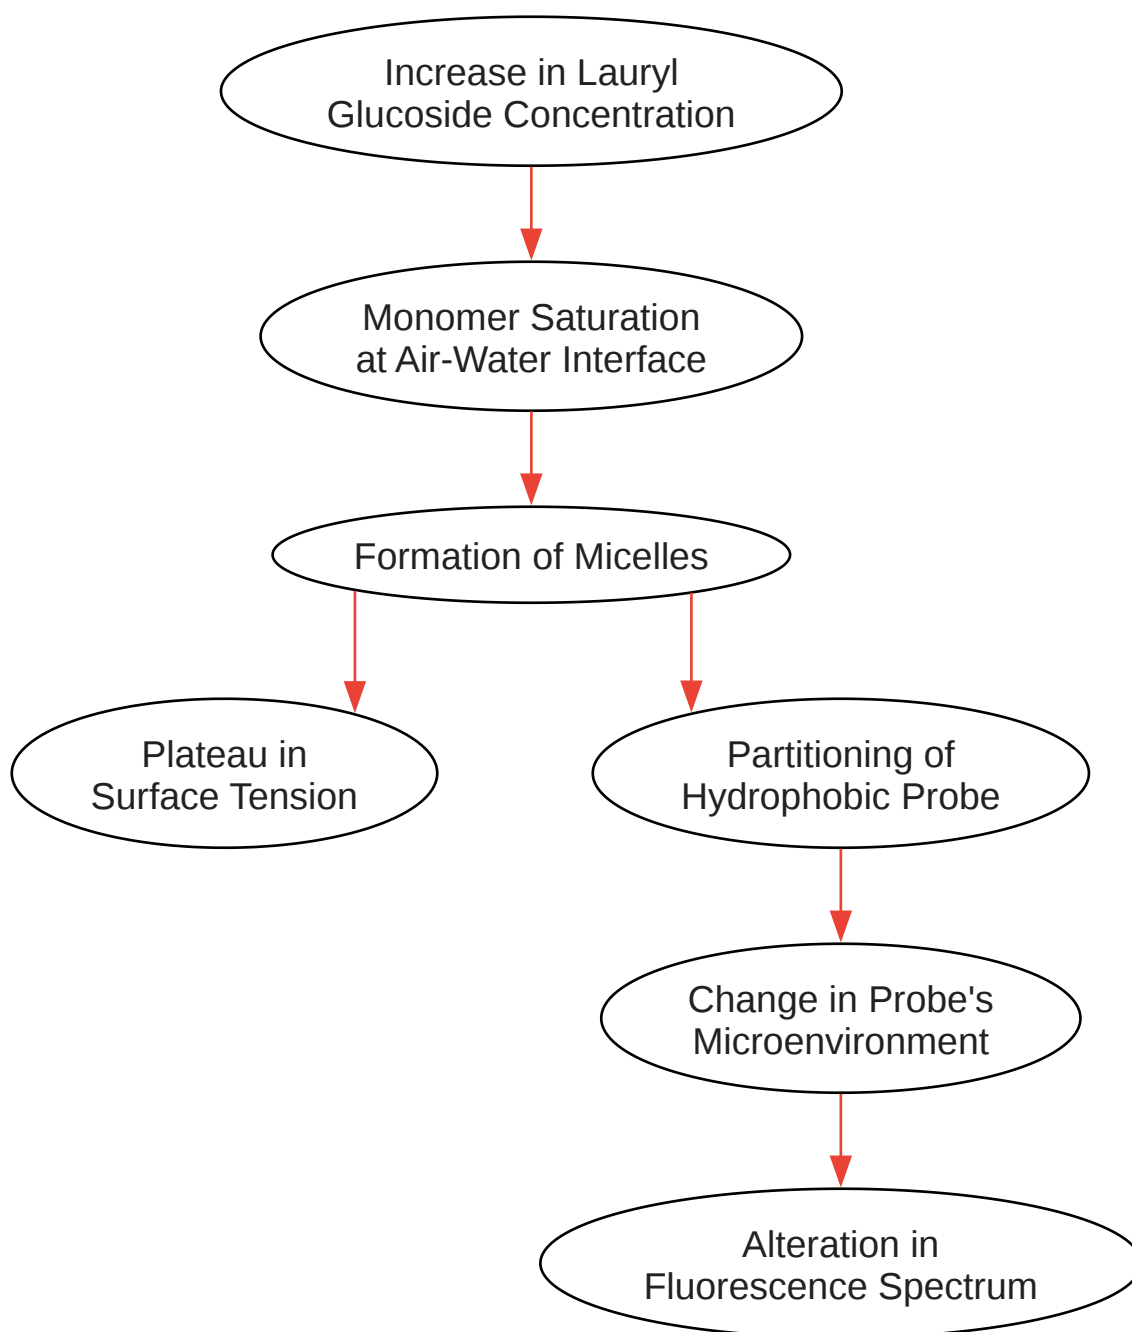 Increase in Lauryl
Glucoside Concentration
Monomer Saturation
at Air-Water Interface
Formation of Micelles
Plateau in
Surface Tension
Partitioning of
Hydrophobic Probe
Change in Probe's
Microenvironment
Alteration in
Fluorescence Spectrum